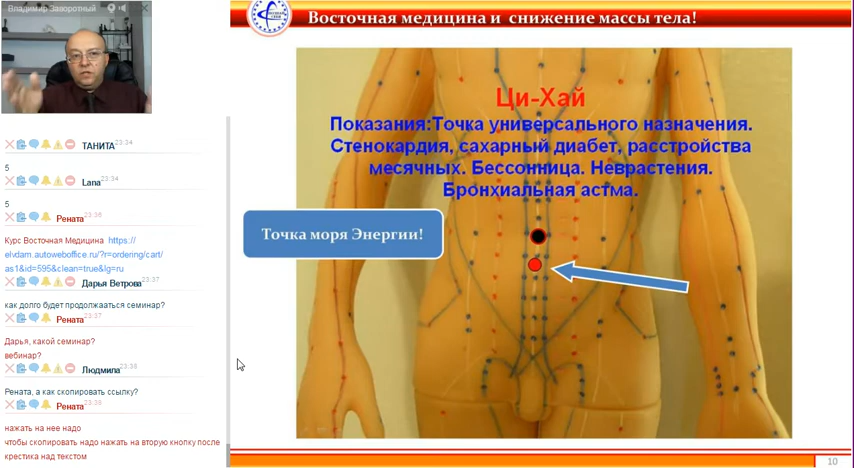 Владимир Заворотный
ТАНИТА 23:34
5
Lana 23:34
5
Рената 23:36
Курс Восточная Медицина https://
elvdam.autoweboffice.ru/?r=ordering/cart/
as1&id=595&clean=true&lg=ru
Дарья Ветрова 23:37
как долго будет продолжааться семинар?
Рената 23:37
Дарья, какой семинар?
вебинар?
Людмила 23:38
Рената, а как скопировать ссылку?
Рената 23:38
нажать на нее надо
чтобы скопировать надо нажать на вторую кнопку после
крестика над текстом
Восточная медицина и снижение массы тела!
Ци-Хай
Показания:Точка универсального назначения.
Стенокардия, сахарный диабет, расстройства
месячных. Бессонница. Неврастения.
Бронхиальная астма.
Точка моря Энергии!
10